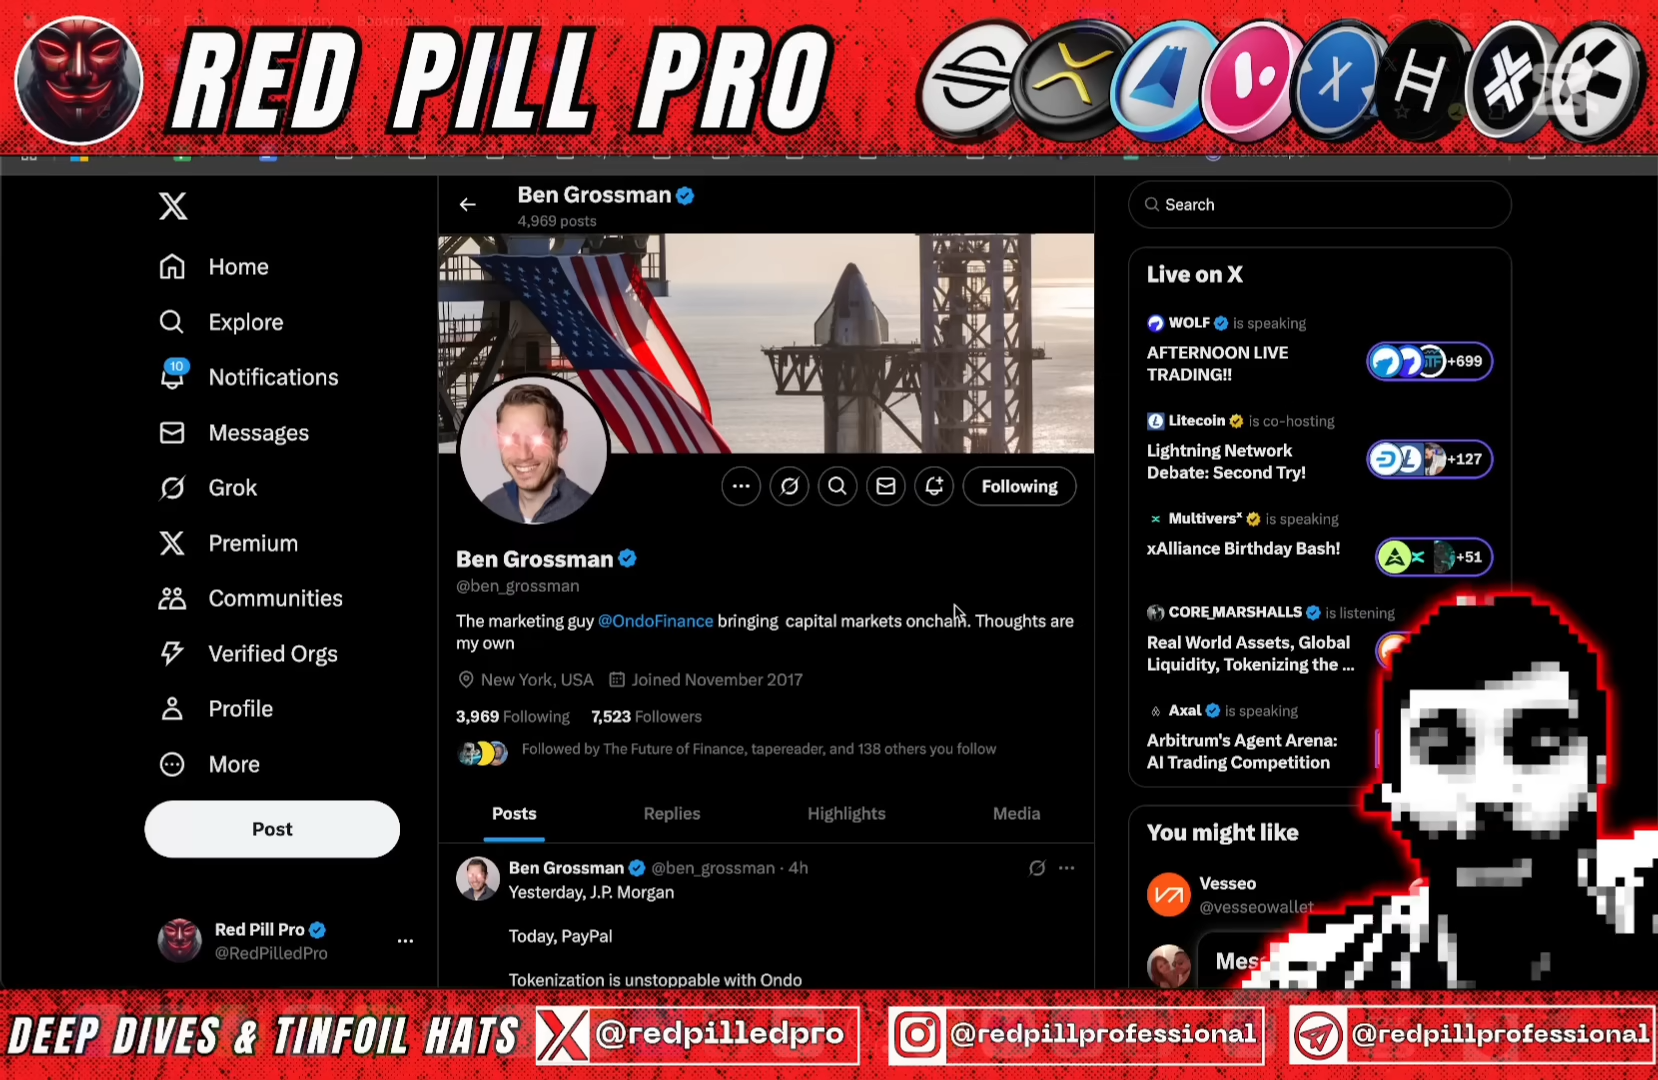 RED PILL PRO
Ben Grossman
4,969 posts
Home
Explore
10
Notifications
Messages
Grok
Premium
Communities
Verified Orgs
Profile
More
Post
Red Pill Pro
@RedPilledPro
Following
Ben Grossman
@ben_grossman
The marketing guy @OndoFinance bringing capital markets onchain. Thoughts are
my own
New York, USA Joined November 2017
3,969 Following 7,523 Followers
Followed by The Future of Finance, tapereader, and 138 others you follow
Posts Replies Highlights Media
Ben Grossman @ben_grossman · 4h
Yesterday, J.P. Morgan
Today, PayPal
Tokenization is unstoppable with Ondo
Search
Live on X
WOLF is speaking
AFTERNOON LIVE
TRADING!!
+699
Litecoin is co-hosting
Lightning Network
Debate: Second Try!
+127
Multiversˣ is speaking
xAlliance Birthday Bash!
+51
CORE_MARSHALLS is listening
Real World Assets, Global
Liquidity, Tokenizing the ...
Axal is speaking
Arbitrum's Agent Arena:
AI Trading Competition
You might like
Vesseo
@vesseowallet
DEEP DIVES & TINFOIL HATS
@redpilledpro
@redpillprofessional
@redpillprofessional